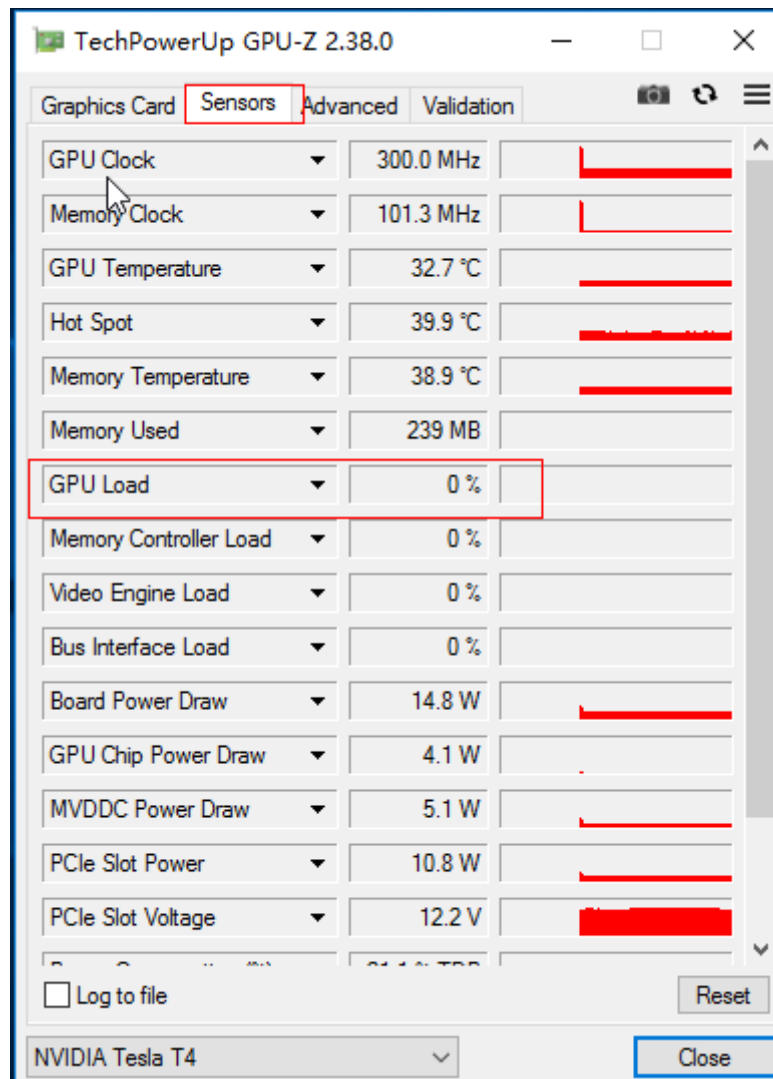 TechPowerUp GPU-Z 2.38.0
Graphics Card Sensors Advanced Validation
GPU Clock 300.0 MHz
Memory Clock 101.3 MHz
GPU Temperature 32.7 °C
Hot Spot 39.9 °C
Memory Temperature 38.9 °C
Memory Used 239 MB
GPU Load 0 %
Memory Controller Load 0 %
Video Engine Load 0 %
Bus Interface Load 0 %
Board Power Draw 14.8 W
GPU Chip Power Draw 4.1 W
MVDDC Power Draw 5.1 W
PCIe Slot Power 10.8 W
PCIe Slot Voltage 12.2 V
Log to file Reset
NVIDIA Tesla T4 Close